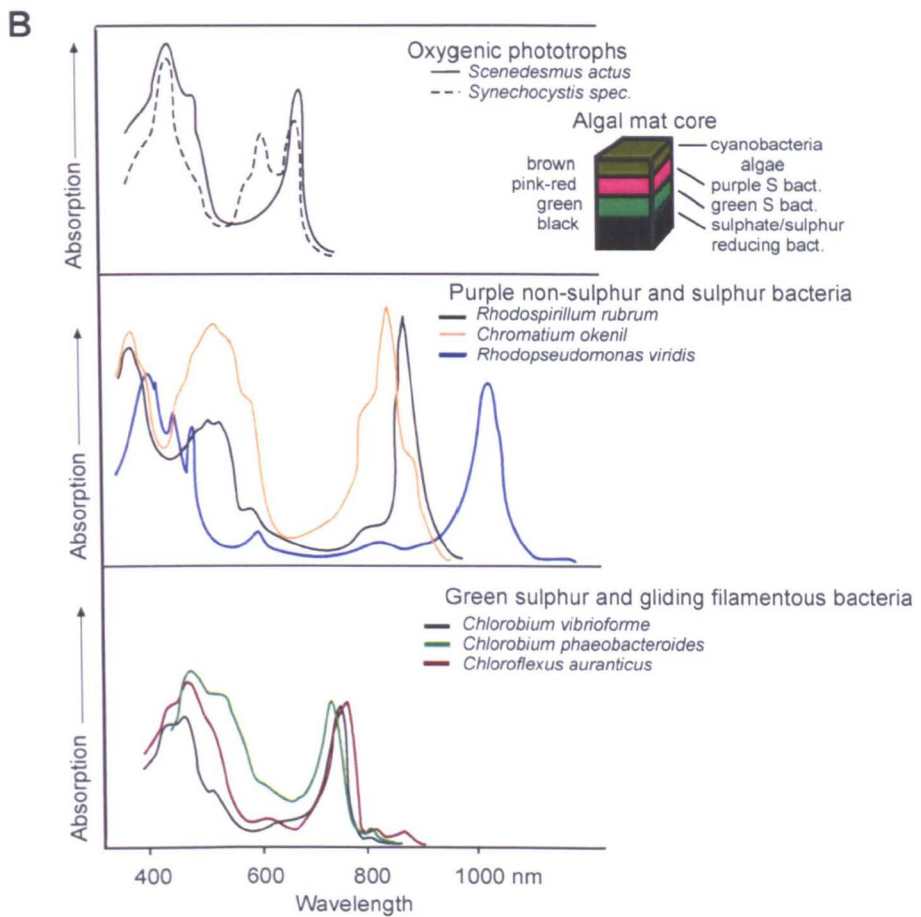 B
Oxygenic phototrophs
Scenedesmus actus
Synechocystis spec.
Algal mat core
brown
pink-red
green
black
cyanobacteria
algae
purple S bact.
green S bact.
sulphate/sulphur
reducing bact.
Absorption
Purple non-sulphur and sulphur bacteria
Rhodospirillum rubrum
Chromatium okenil
Rhodopseudomonas viridis
Absorption
Green sulphur and gliding filamentous bacteria
Chlorobium vibrioforme
Chlorobium phaeobacteroides
Chloroflexus auranticus
Absorption
400 600 800 1000 nm
Wavelength